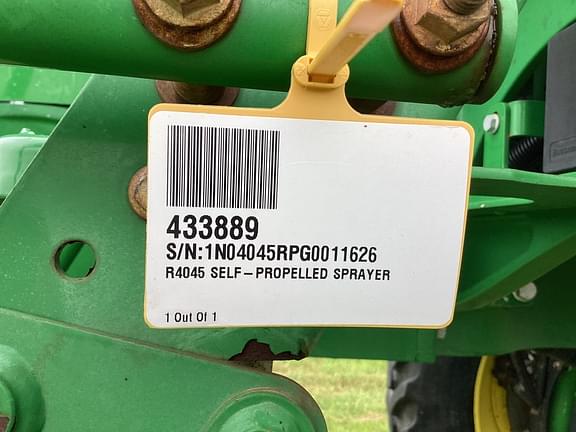 433889
S/N:1N04045RPG0011626
R4045 SELF-PROPELLED SPRAYER
1 Out Of 1